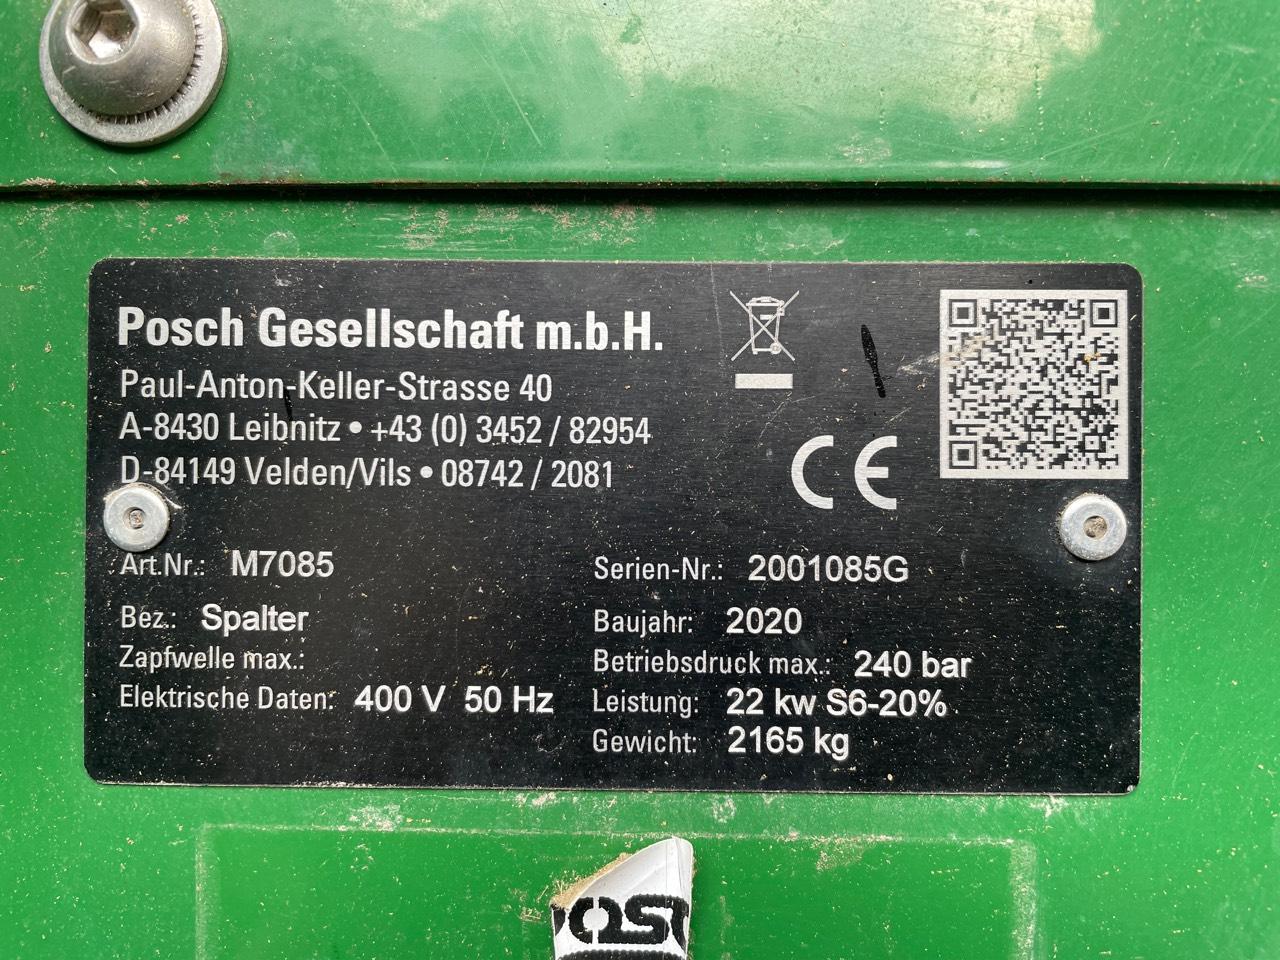 Posch Gesellschaft m.b.H.
Paul-Anton-Keller-Strasse 40
A-8430 Leibnitz • +43 (0) 3452 / 82954
D-84149 Velden/Vils • 08742 / 2081
CE
Art.Nr.: M7085
Serien-Nr.: 2001085G
Bez.: Spalter
Baujahr: 2020
Zapfwelle max.:
Betriebsdruck max.: 240 bar
Elektrische Daten: 400 V 50 Hz
Leistung: 22 kw S6-20%
Gewicht: 2165 kg